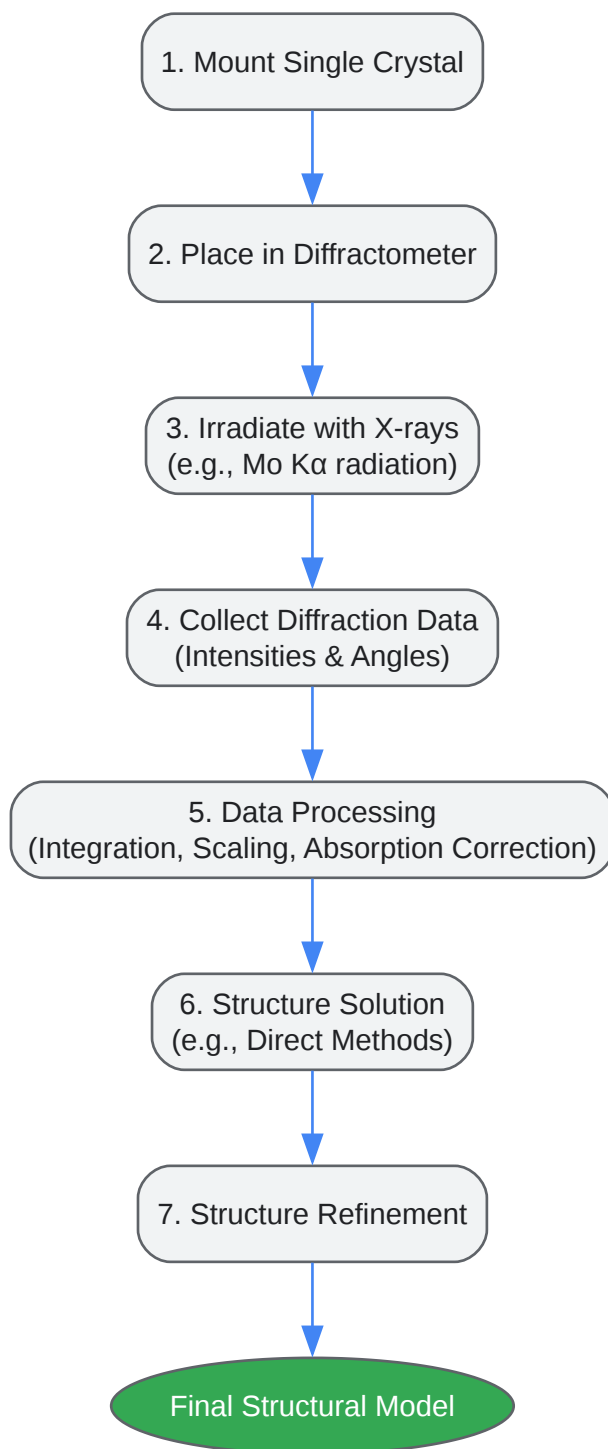 1. Mount Single Crystal
2. Place in Diffractometer
3. Irradiate with X-rays
(e.g., Mo Kα radiation)
4. Collect Diffraction Data
(Intensities & Angles)
5. Data Processing
(Integration, Scaling, Absorption Correction)
6. Structure Solution
(e.g., Direct Methods)
7. Structure Refinement
Final Structural Model